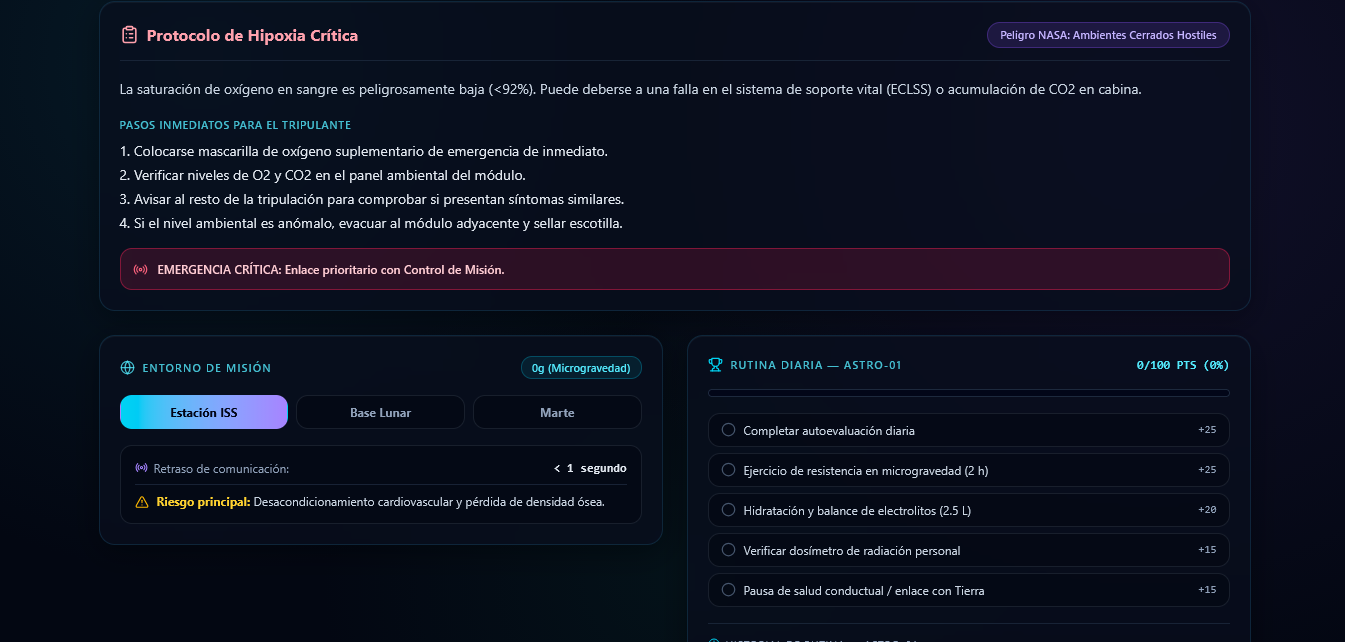 Protocolo de Hipoxia Crítica
Peligro NASA: Ambientes Cerrados Hostiles
La saturación de oxígeno en sangre es peligrosamente baja (<92%). Puede deberse a una falla en el sistema de soporte vital (ECLSS) o acumulación de CO2 en cabina.
PASOS INMEDIATOS PARA EL TRIPULANTE
1. Colocarse mascarilla de oxígeno suplementario de emergencia de inmediato.
2. Verificar niveles de O2 y CO2 en el panel ambiental del módulo.
3. Avisar al resto de la tripulación para comprobar si presentan síntomas similares.
4. Si el nivel ambiental es anómalo, evacuar al módulo adyacente y sellar escotilla.
EMERGENCIA CRÍTICA: Enlace prioritario con Control de Misión.
ENTORNO DE MISIÓN
0g (Microgravedad)
Estación ISS
Base Lunar
Marte
Retraso de comunicación:
< 1 segundo
Riesgo principal: Desacondicionamiento cardiovascular y pérdida de densidad ósea.
RUTINA DIARIA — ASTRO-01
0/100 PTS (0%)
Completar autoevaluación diaria
+25
Ejercicio de resistencia en microgravedad (2 h)
+25
Hidratación y balance de electrolitos (2.5 L)
+20
Verificar dosímetro de radiación personal
+15
Pausa de salud conductual / enlace con Tierra
+15